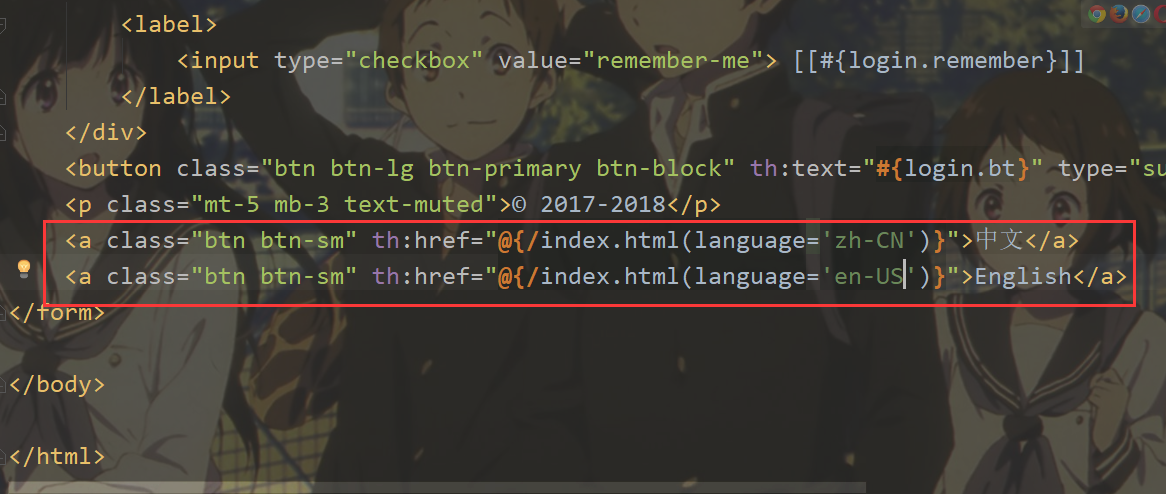 <label>
<input type="checkbox" value="remember-me"> [[#{login.remember}]]
</label>
</div>
<button class="btn btn-lg btn-primary btn-block" th:text="#{login.bt}" type="su
<p class="mt-5 mb-3 text-muted">© 2017-2018</p>
<a class="btn btn-sm" th:href="@{/index.html(language='zh-CN')}">中文</a>
<a class="btn btn-sm" th:href="@{/index.html(language='en-US')}">English</a>
</form>
</body>
</html>